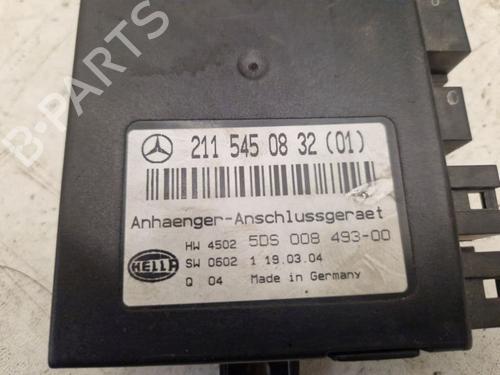 B-PARTS
211 545 08 32 (01)
Anhaenger-Anschlussgeraet
HW 4502 5DS 008 493-00
HELLA SW 0602 1 19.03.04
Q 04 Made in Germany